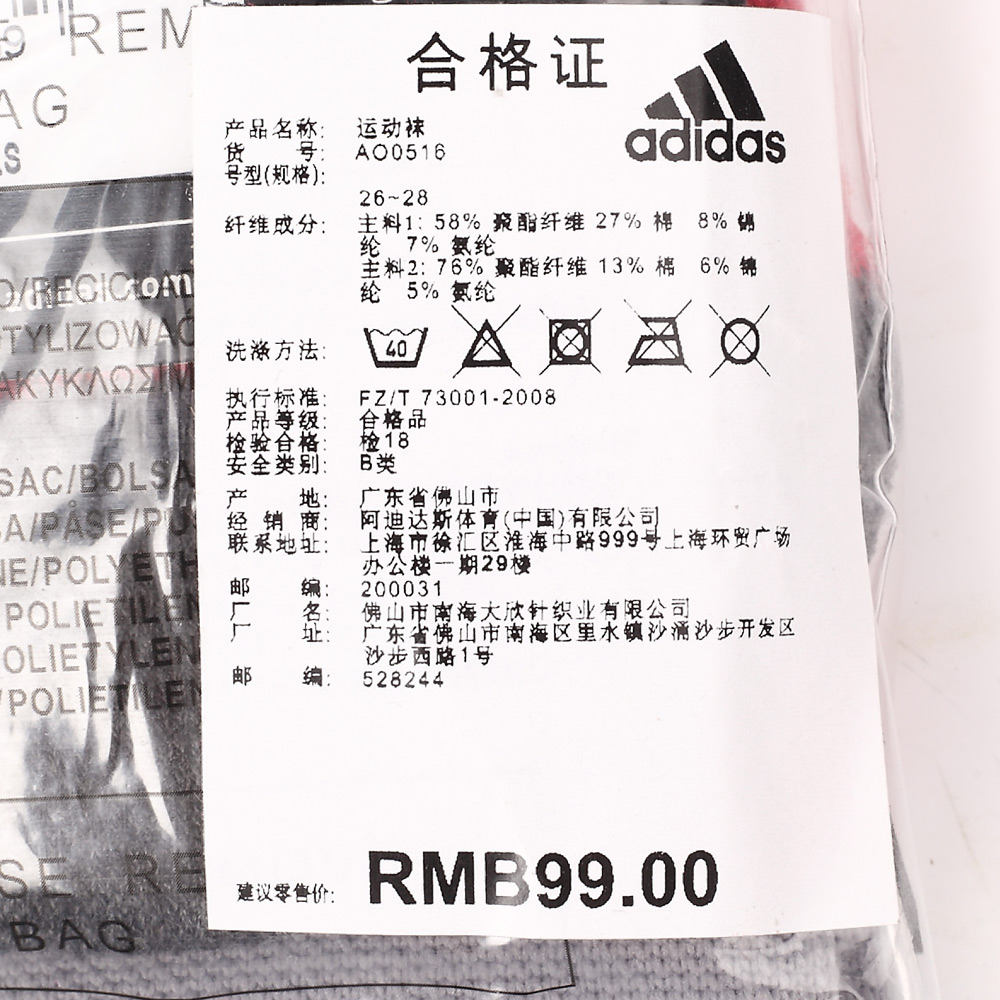 REM
AG
LS
合格证
adidas
产品名称: 运动袜
货 号: AO0516
号型(规格):
26~28
纤维成分: 主料1: 58% 聚酯纤维 27% 棉 8% 锦
纶 7% 氨纶
主料2: 76% 聚酯纤维 13% 棉 6% 锦
纶 5% 氨纶
洗涤方法: 40
执行标准: FZ/T 73001-2008
产品等级: 合格品
检验合格: 检18
安全类别: B类
产 地: 广东省佛山市
经 销 商: 阿迪达斯体育(中国)有限公司
联系地址: 上海市徐汇区淮海中路999号上海环贸广场
办公楼一期29楼
邮 编: 200031
厂 名: 佛山市南海大欣针织业有限公司
厂 址: 广东省佛山市南海区里水镇沙涌沙步开发区
沙步西路1号
邮 编: 528244
建议零售价: RMB99.00
TYLIZOWAĆ
ΑΚΥΚΛΩΣΙΜ
SAC/BOLSA
A/PÅSE/PUS
NE/POLYETH
POLIETILEN
OLIETYLEN
/POLIETILEN
SE RE
BAG